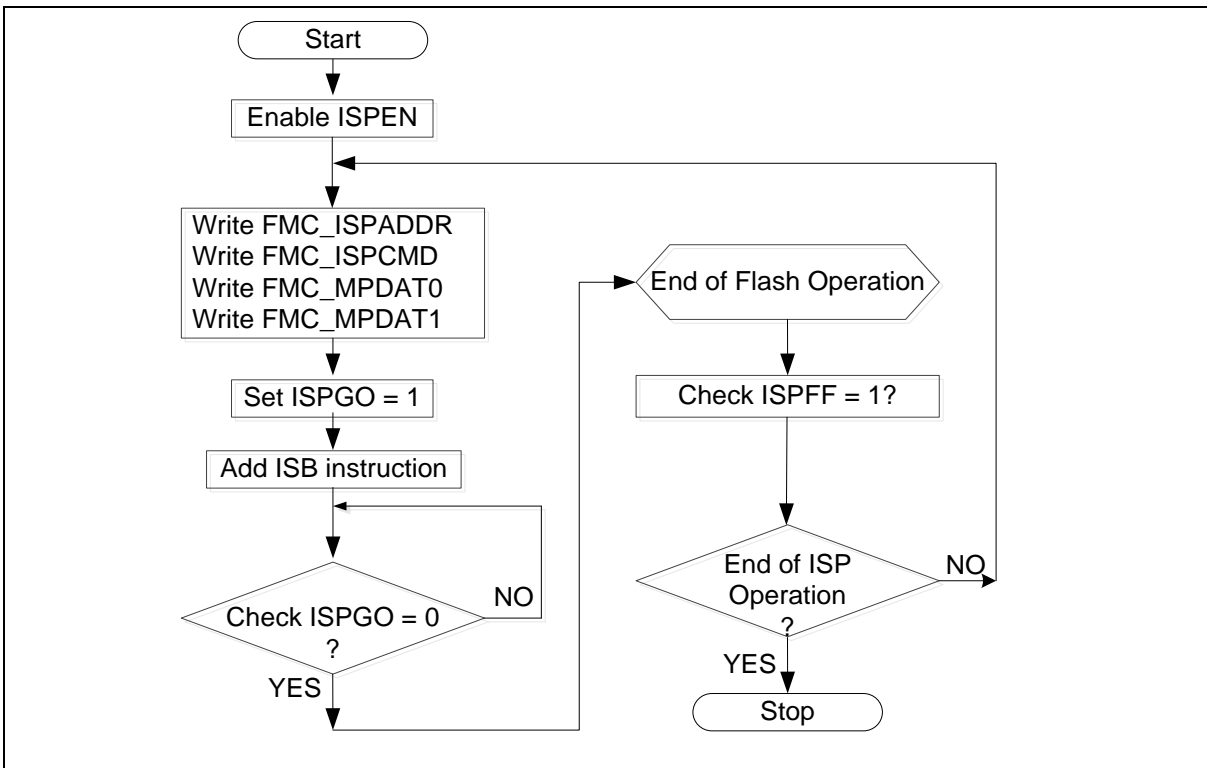 Start
Enable ISPEN
Write FMC_ISPADDR
Write FMC_ISPCMD
Write FMC_MPDAT0
Write FMC_MPDAT1
Set ISPGO = 1
Add ISB instruction
Check ISPGO = 0
?
NO
YES
End of Flash Operation
Check ISPFF = 1?
End of ISP
Operation
?
NO
YES
Stop